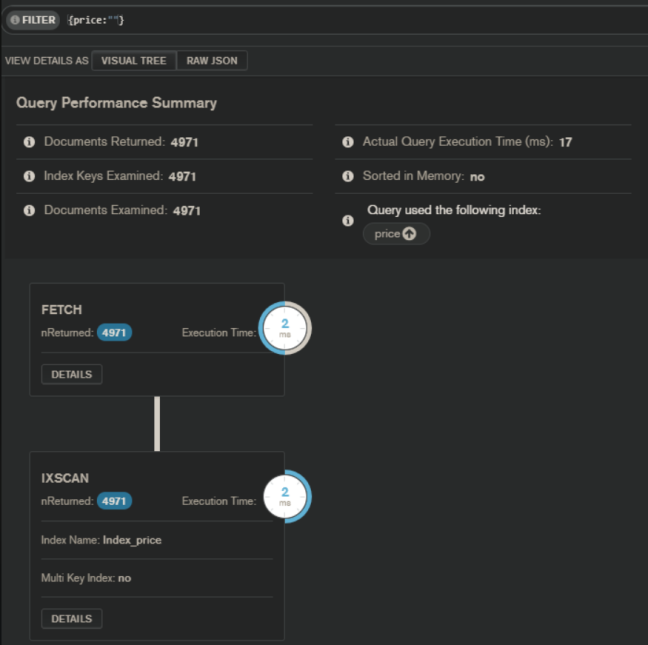 FILTER {price:""}
VIEW DETAILS AS VISUAL TREE RAW JSON
Query Performance Summary
Documents Returned: 4971
Actual Query Execution Time (ms): 17
Index Keys Examined: 4971
Sorted in Memory: no
Documents Examined: 4971
Query used the following index:
price
FETCH
nReturned: 4971 Execution Time: 2 ms
DETAILS
IXSCAN
nReturned: 4971 Execution Time: 2 ms
Index Name: Index_price
Multi Key Index: no
DETAILS